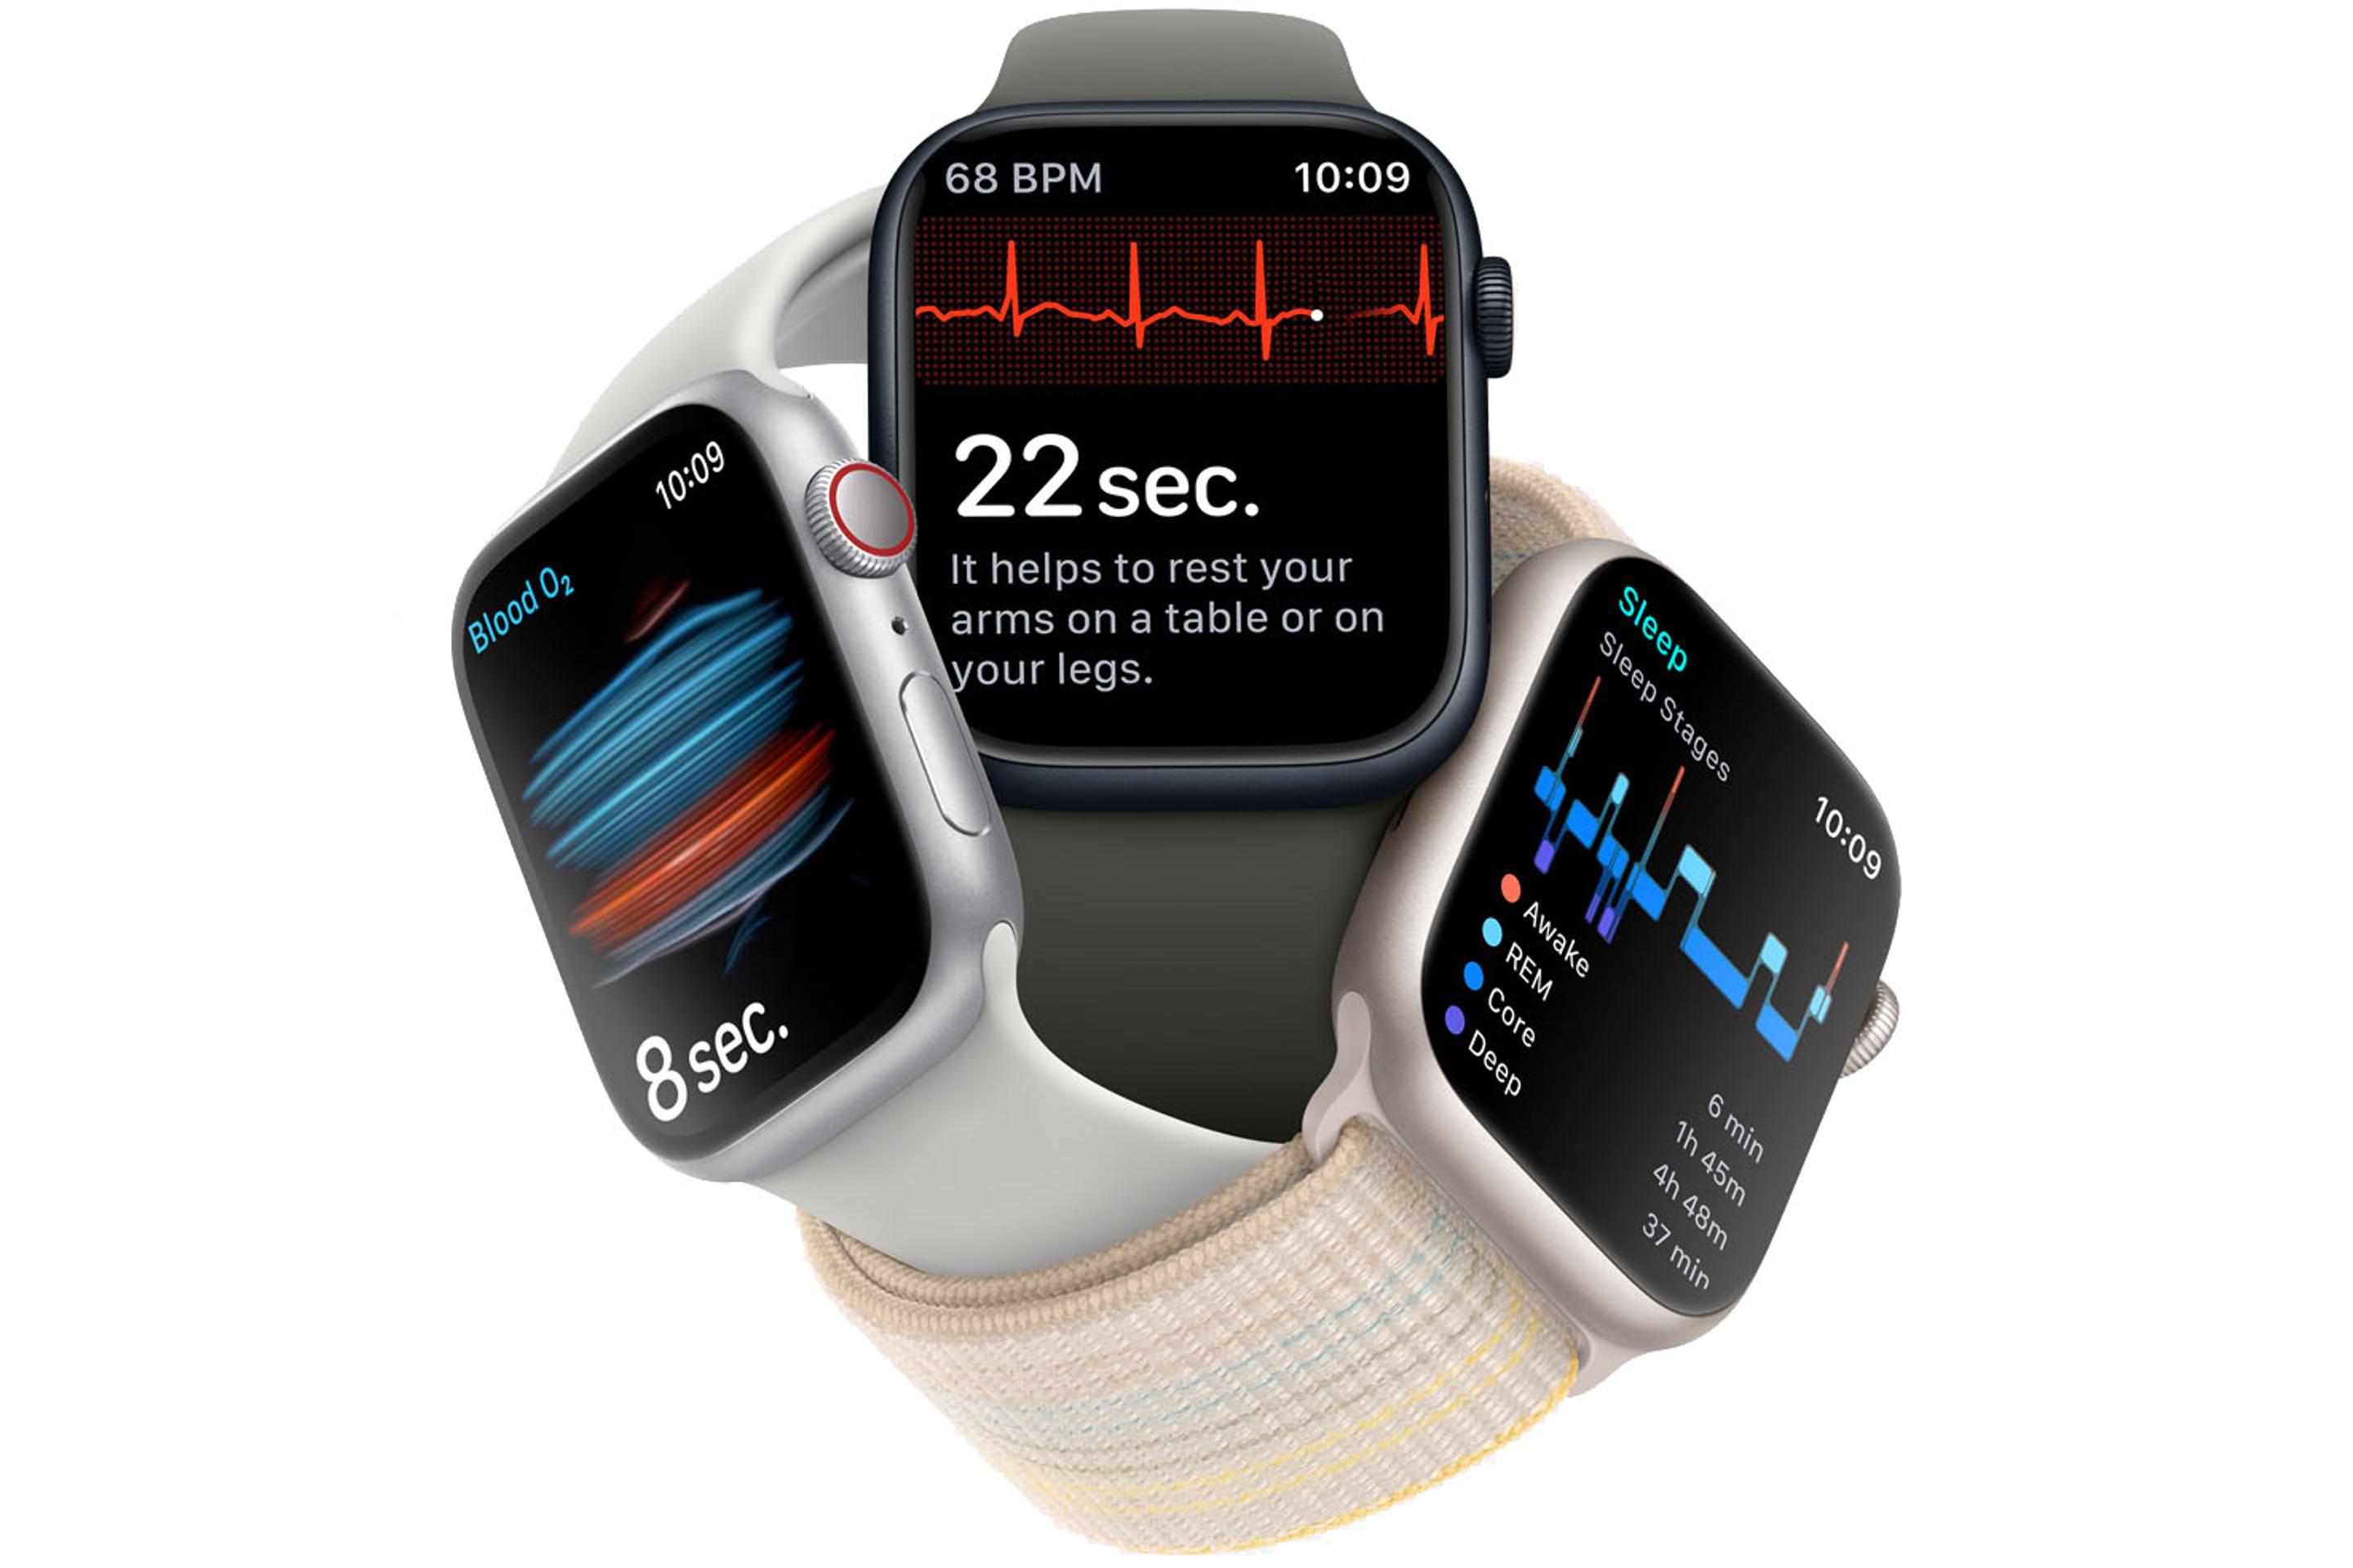 68 BPM
10:09
22 sec.
It helps to rest your
arms on a table or on
your legs.
10:09
Blood O₂
8 sec.
Sleep
Sleep Stages
10:09
Awake
REM
Core
Deep
6 min
1h 45m
4h 48m
37 min